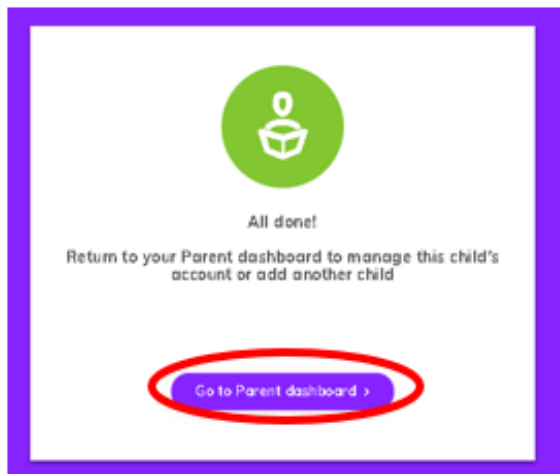 All done!
Return to your Parent dashboard to manage this child's
account or add another child
Go to Parent dashboard >